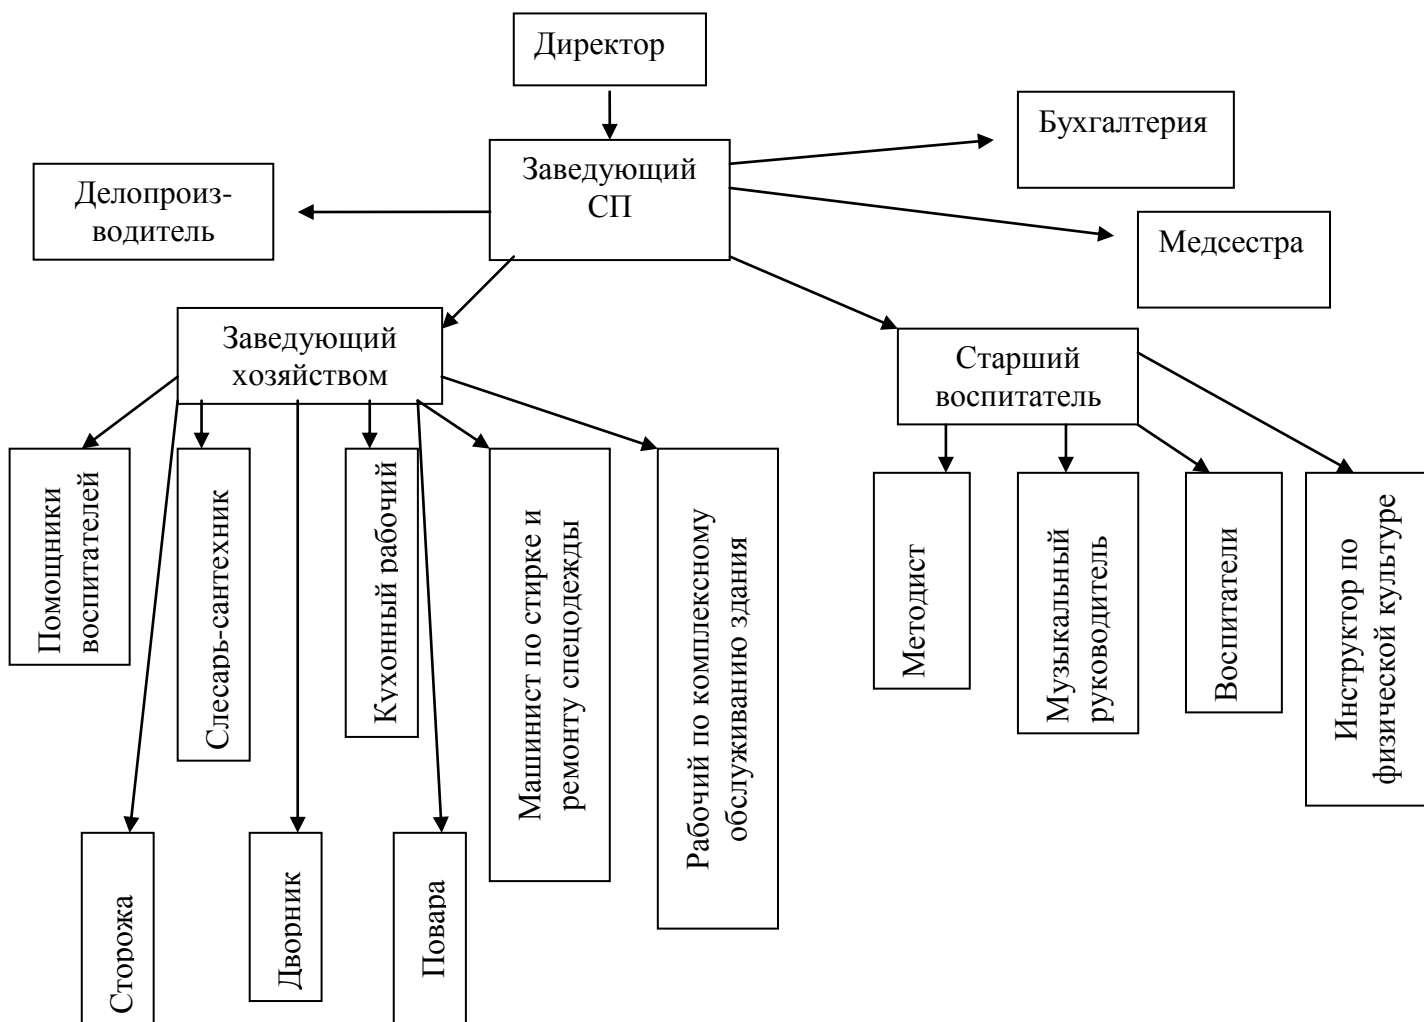 Директор
Бухгалтерия
Заведующий
СП
Делопроиз-
водитель
Медсестра
Заведующий
хозяйством
Старший
воспитатель
Помощники
воспитателей
Слесарь-сантехник
Кухонный рабочий
Машинист по стирке и
ремонту спецодежды
Рабочий по комплексному
обслуживанию здания
Методист
Музыкальный
руководитель
Воспитатели
Инструктор по
физической культуре
Сторожа
Дворник
Повара